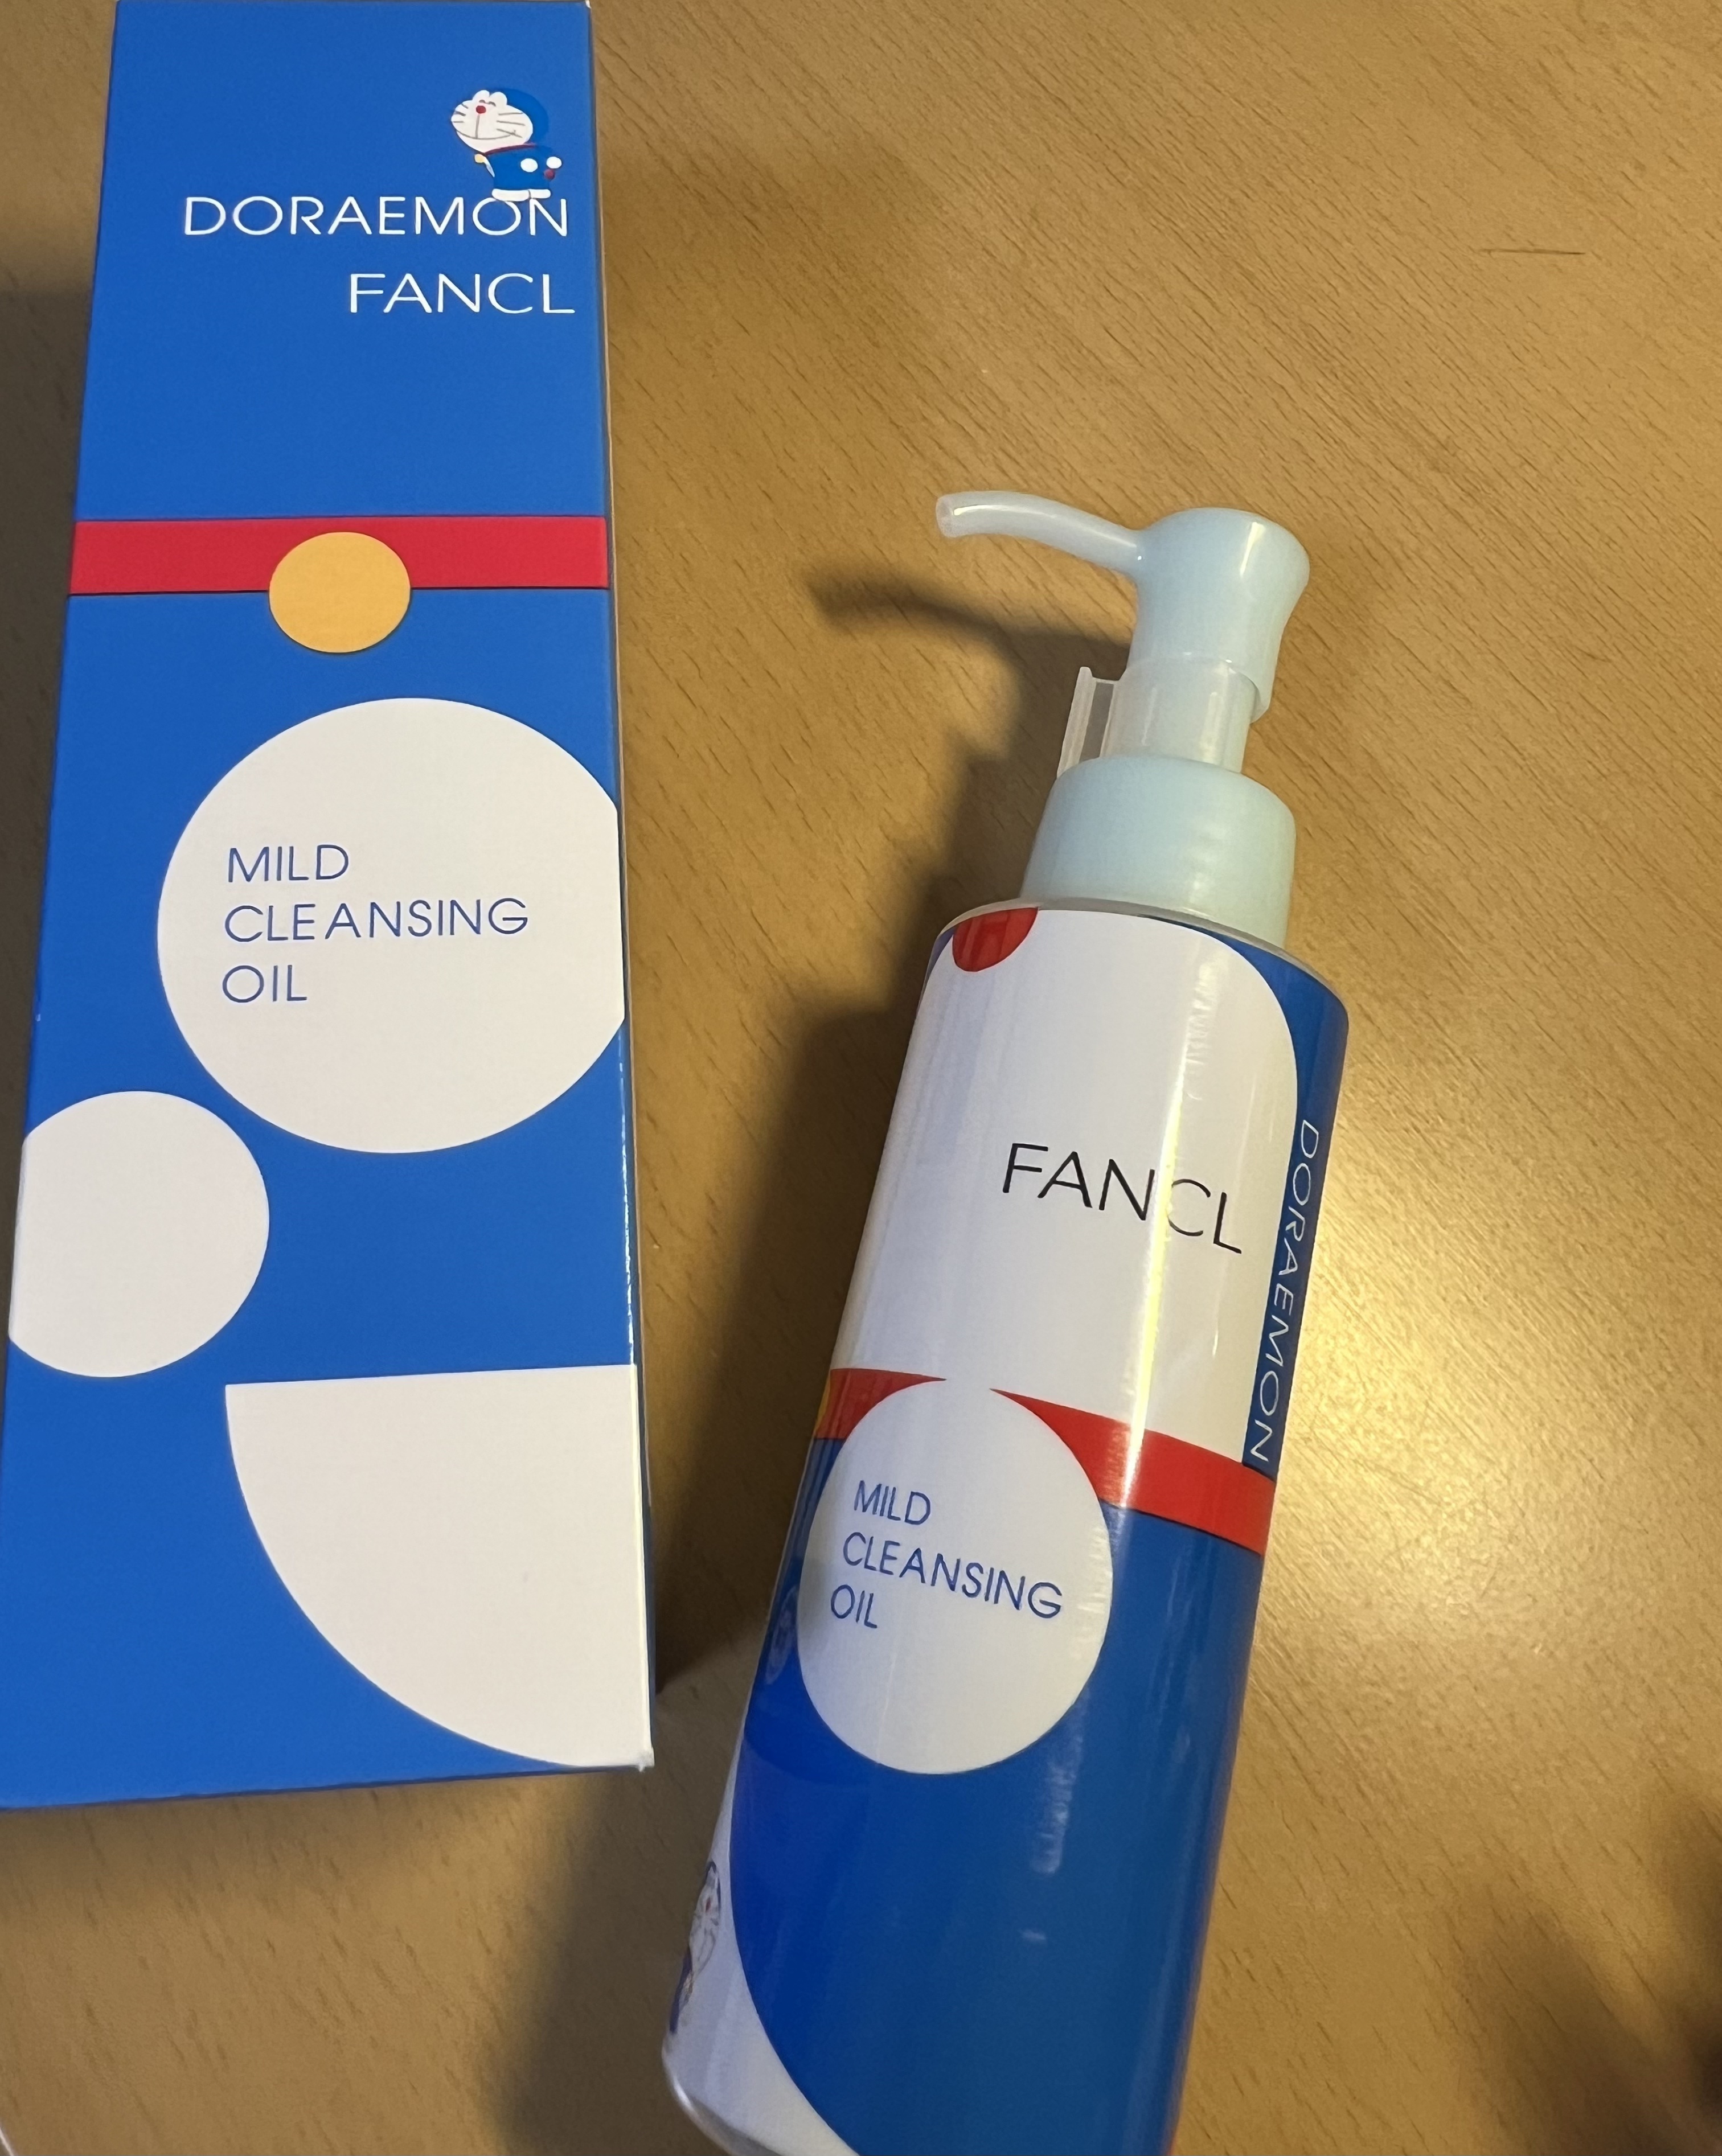 DORAEMON
FANCL
MILD
CLEANSING
OIL
FANCL
DORAEMON
MILD
CLEANSING
OIL